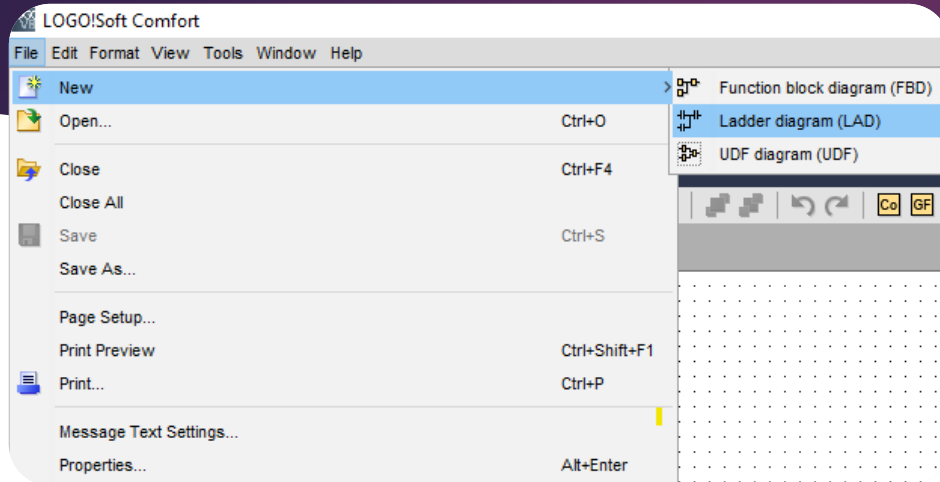 LOGO!Soft Comfort
File Edit Format View Tools Window Help
New Function block diagram (FBD)
Open... Ctrl+O Ladder diagram (LAD)
UDF diagram (UDF)
Close Ctrl+F4
Close All
Co GF
Save Ctrl+S
Save As...
Page Setup...
Print Preview Ctrl+Shift+F1
Print... Ctrl+P
Message Text Settings...
Properties... Alt+Enter